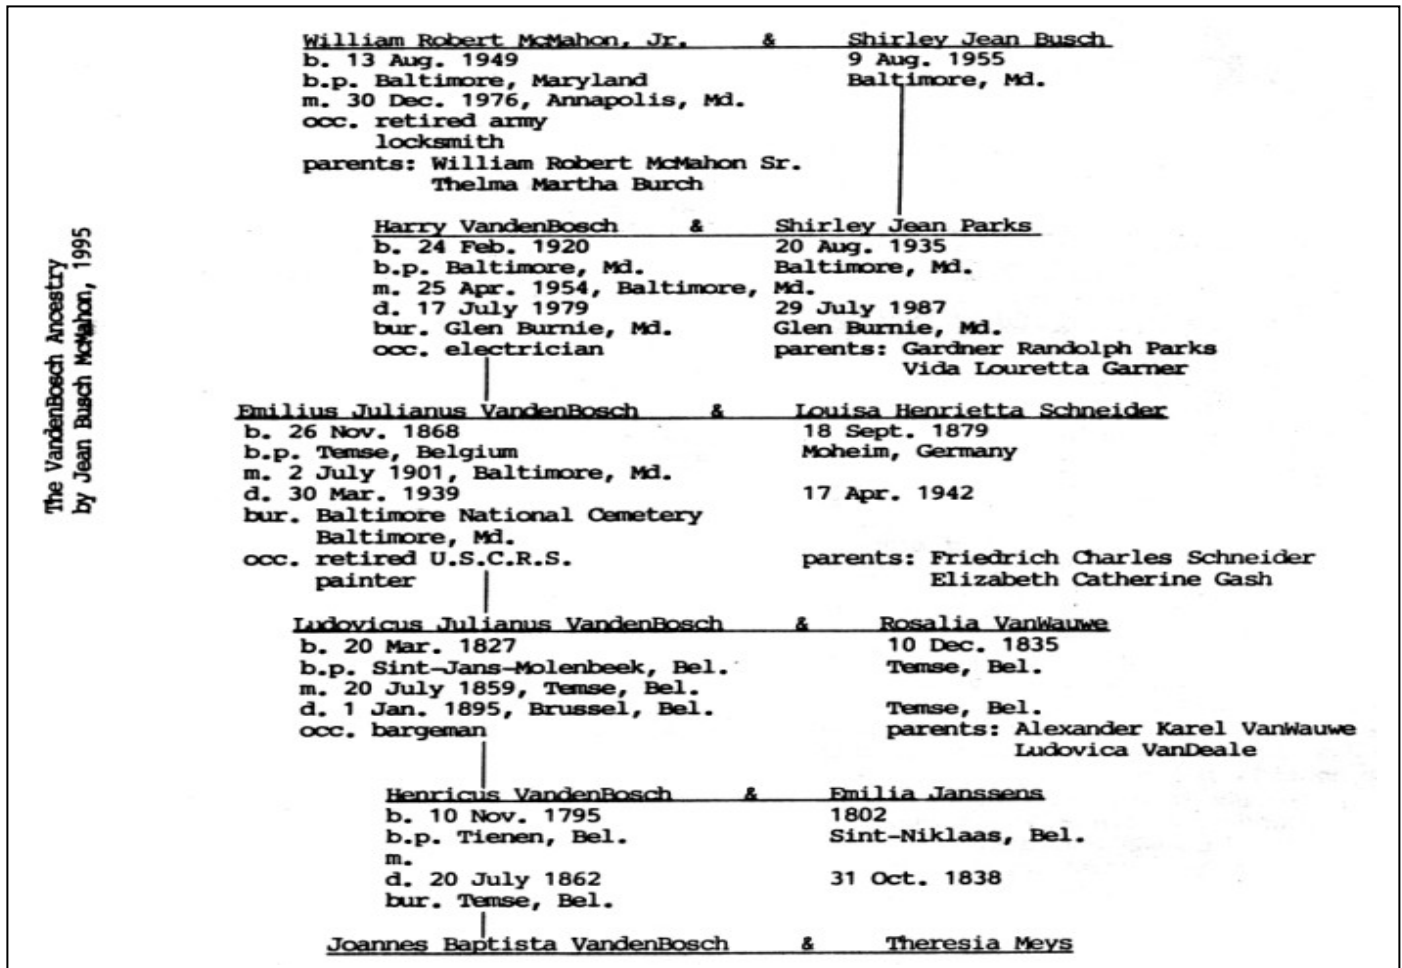 William Robert McMahon, Jr. & Shirley Jean Busch
b. 13 Aug. 1949 9 Aug. 1955
b.p. Baltimore, Maryland Baltimore, Md.
m. 30 Dec. 1976, Annapolis, Md.
occ. retired army
locksmith
parents: William Robert McMahon Sr.
Thelma Martha Burch
Harry VandenBosch & Shirley Jean Parks
b. 24 Feb. 1920 20 Aug. 1935
b.p. Baltimore, Md. Baltimore, Md.
m. 25 Apr. 1954, Baltimore, Md.
d. 17 July 1979 29 July 1987
bur. Glen Burnie, Md. Glen Burnie, Md.
occ. electrician parents: Gardner Randolph Parks
Vida Louretta Garner
Emilius Julianus VandenBosch & Louisa Henrietta Schneider
b. 26 Nov. 1868 18 Sept. 1879
b.p. Temse, Belgium Moheim, Germany
m. 2 July 1901, Baltimore, Md.
d. 30 Mar. 1939 17 Apr. 1942
bur. Baltimore National Cemetery
Baltimore, Md.
occ. retired U.S.C.R.S. parents: Friedrich Charles Schneider
painter Elizabeth Catherine Gash
Ludovicus Julianus VandenBosch & Rosalia VanWauwe
b. 20 Mar. 1827 10 Dec. 1835
b.p. Sint-Jans-Molenbeek, Bel. Temse, Bel.
m. 20 July 1859, Temse, Bel.
d. 1 Jan. 1895, Brussel, Bel. Temse, Bel.
occ. bargeman parents: Alexander Karel VanWauwe
Ludovica VanDeale
Henricus VandenBosch & Emilia Janssens
b. 10 Nov. 1795 1802
b.p. Tienen, Bel. Sint-Niklaas, Bel.
m.
d. 20 July 1862 31 Oct. 1838
bur. Temse, Bel.
Joannes Baptista VandenBosch & Theresia Meys
The VandenBosch Ancestry
by Jean Busch McMahon, 1995